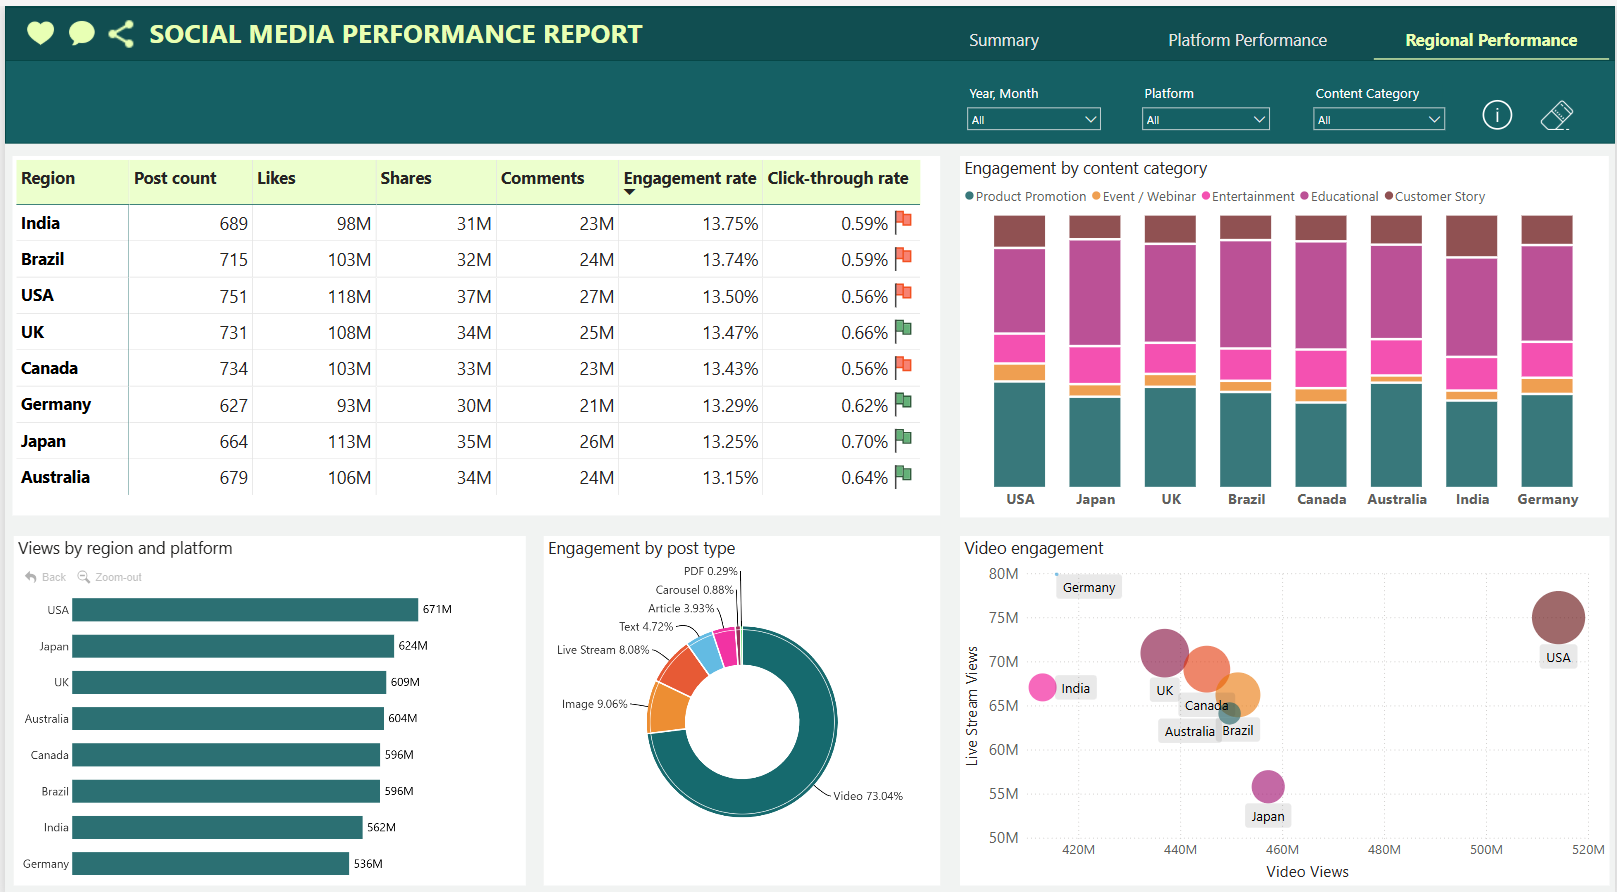 SOCIAL MEDIA PERFORMANCE REPORT
Summary
Platform Performance
Regional Performance
Year, Month
Platform
Content Category
All
All
All
Region Post count Likes Shares Comments Engagement rate Click-through rate
India 689 98M 31M 23M 13.75% 0.59%
Brazil 715 103M 32M 24M 13.74% 0.59%
USA 751 118M 37M 27M 13.50% 0.56%
UK 731 108M 34M 25M 13.47% 0.66%
Canada 734 103M 33M 23M 13.43% 0.56%
Germany 627 93M 30M 21M 13.29% 0.62%
Japan 664 113M 35M 26M 13.25% 0.70%
Australia 679 106M 34M 24M 13.15% 0.64%
Engagement by content category
Product Promotion Event / Webinar Entertainment Educational Customer Story
USA Japan UK Brazil Canada Australia India Germany
Views by region and platform
Back Zoom-out
USA 671M
Japan 624M
UK 609M
Australia 604M
Canada 596M
Brazil 596M
India 562M
Germany 536M
Engagement by post type
PDF 0.29%
Carousel 0.88%
Article 3.93%
Text 4.72%
Live Stream 8.08%
Image 9.06%
Video 73.04%
Video engagement
Live Stream Views
80M
75M
70M
65M
60M
55M
50M
Germany
USA
India
UK
Canada
Australia
Brazil
Japan
420M 440M 460M 480M 500M 520M
Video Views